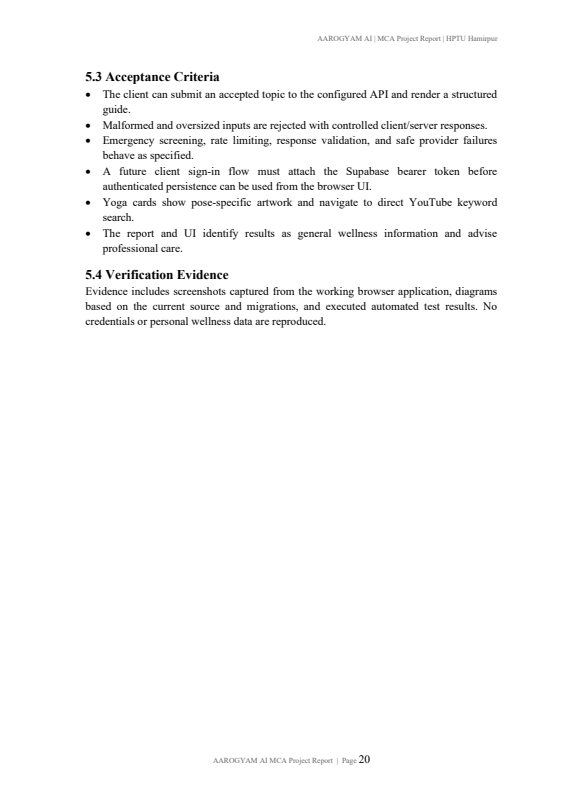 AAROGYAM AI | MCA Project Report | HPTU Hamirpur
5.3 Acceptance Criteria
• The client can submit an accepted topic to the configured API and render a structured
guide.
• Malformed and oversized inputs are rejected with controlled client/server responses.
• Emergency screening, rate limiting, response validation, and safe provider failures
behave as specified.
• A future client sign-in flow must attach the Supabase bearer token before
authenticated persistence can be used from the browser UI.
• Yoga cards show pose-specific artwork and navigate to direct YouTube keyword
search.
• The report and UI identify results as general wellness information and advise
professional care.
5.4 Verification Evidence
Evidence includes screenshots captured from the working browser application, diagrams
based on the current source and migrations, and executed automated test results. No
credentials or personal wellness data are reproduced.
AAROGYAM AI MCA Project Report | Page 20